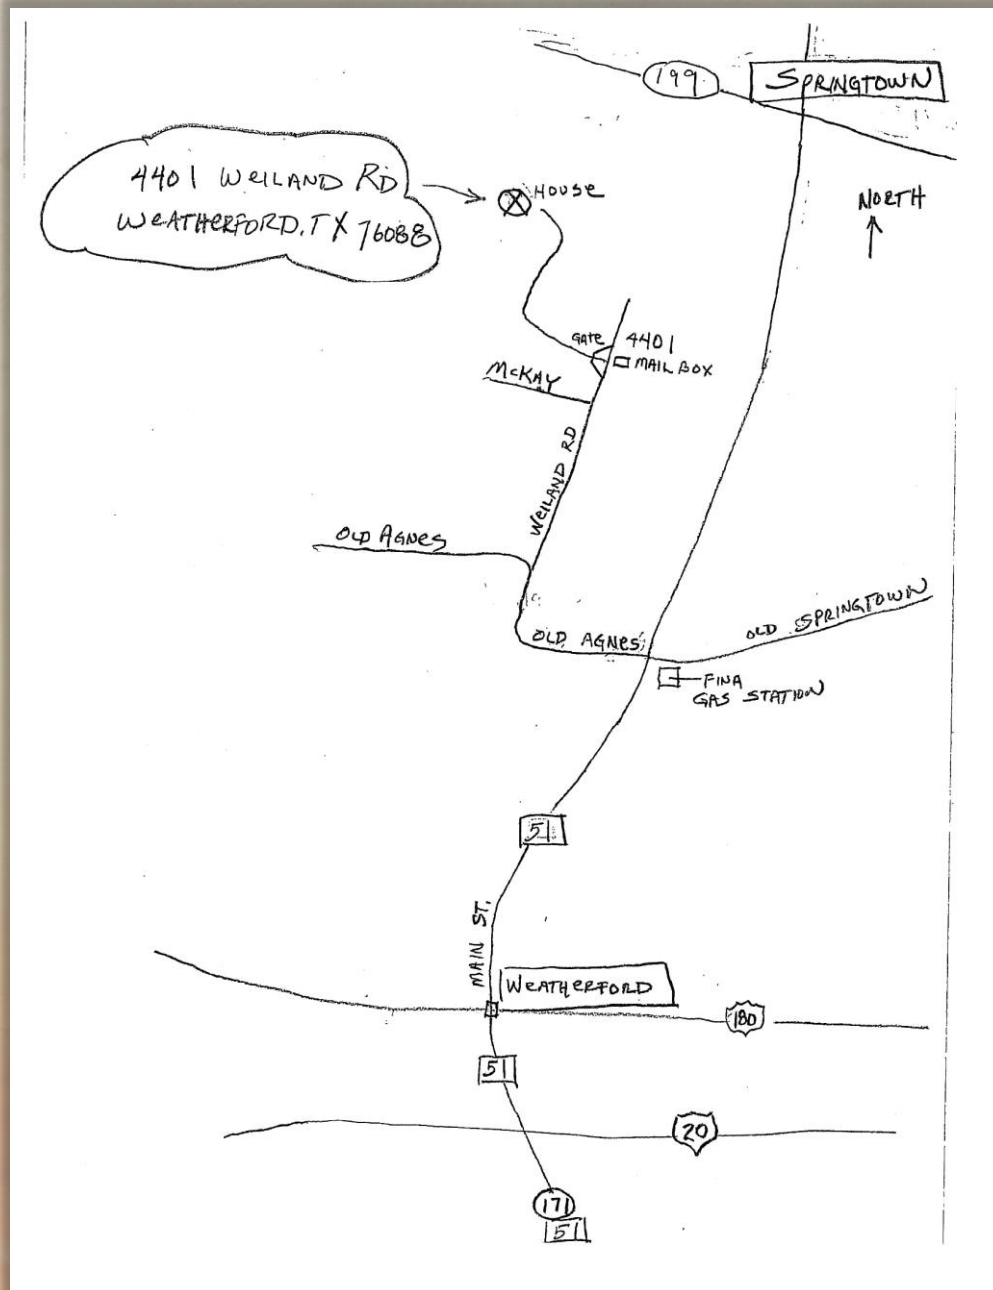 199
SPRINGTOWN
4401 WEILAND RD
WEATHERFORD, TX 76088
HOUSE
NORTH
GATE
4401
MAIL BOX
McKAY
WEILAND RD
OLD AGNES
OLD AGNES
OLD SPRINGTOWN
FINA
GAS STATION
51
MAIN ST.
WEATHERFORD
180
51
20
171
51